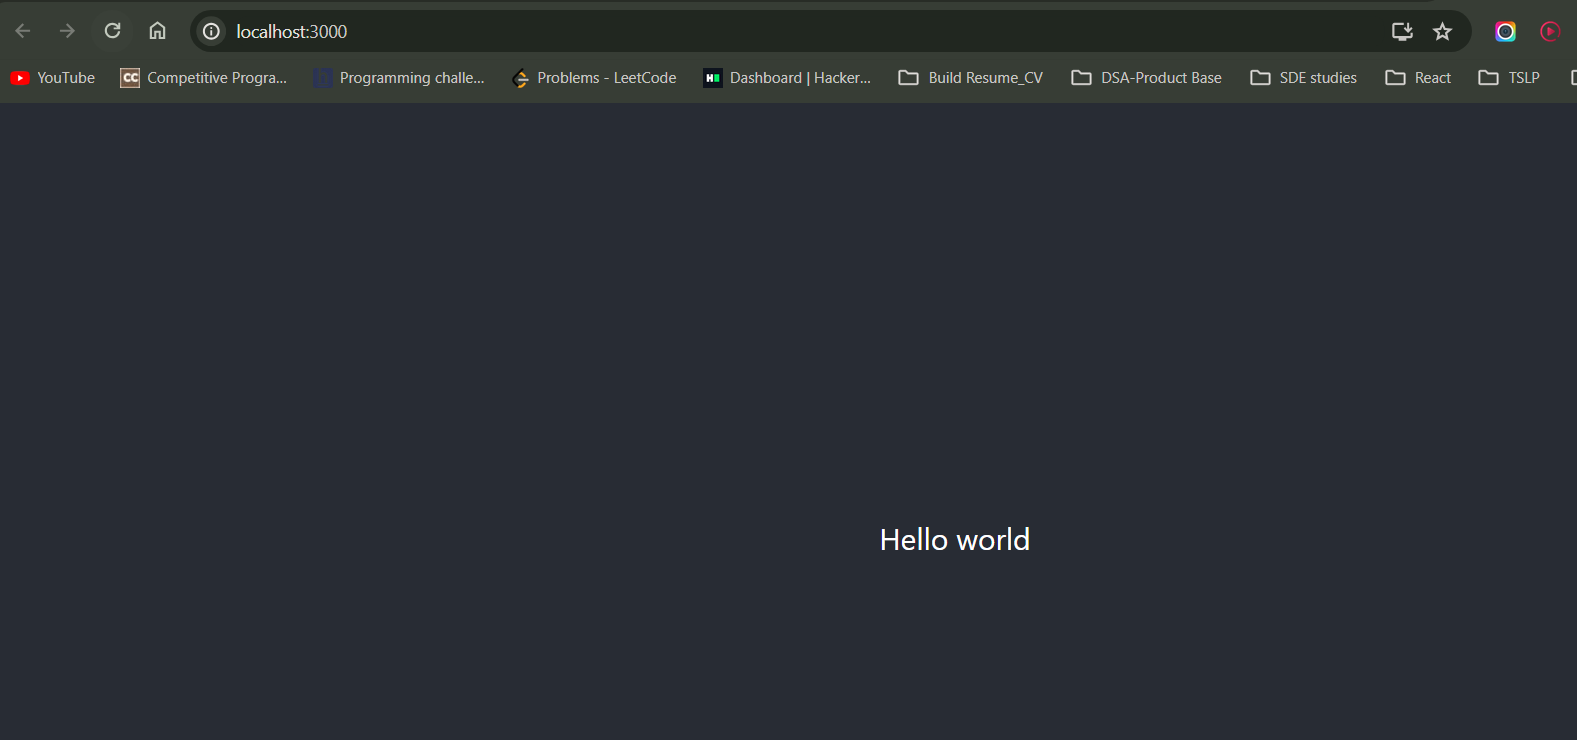 localhost:3000
YouTube CC Competitive Progra... Programming challe... Problems - LeetCode H Dashboard | Hacker... Build Resume_CV DSA-Product Base SDE studies React TSLP
Hello world